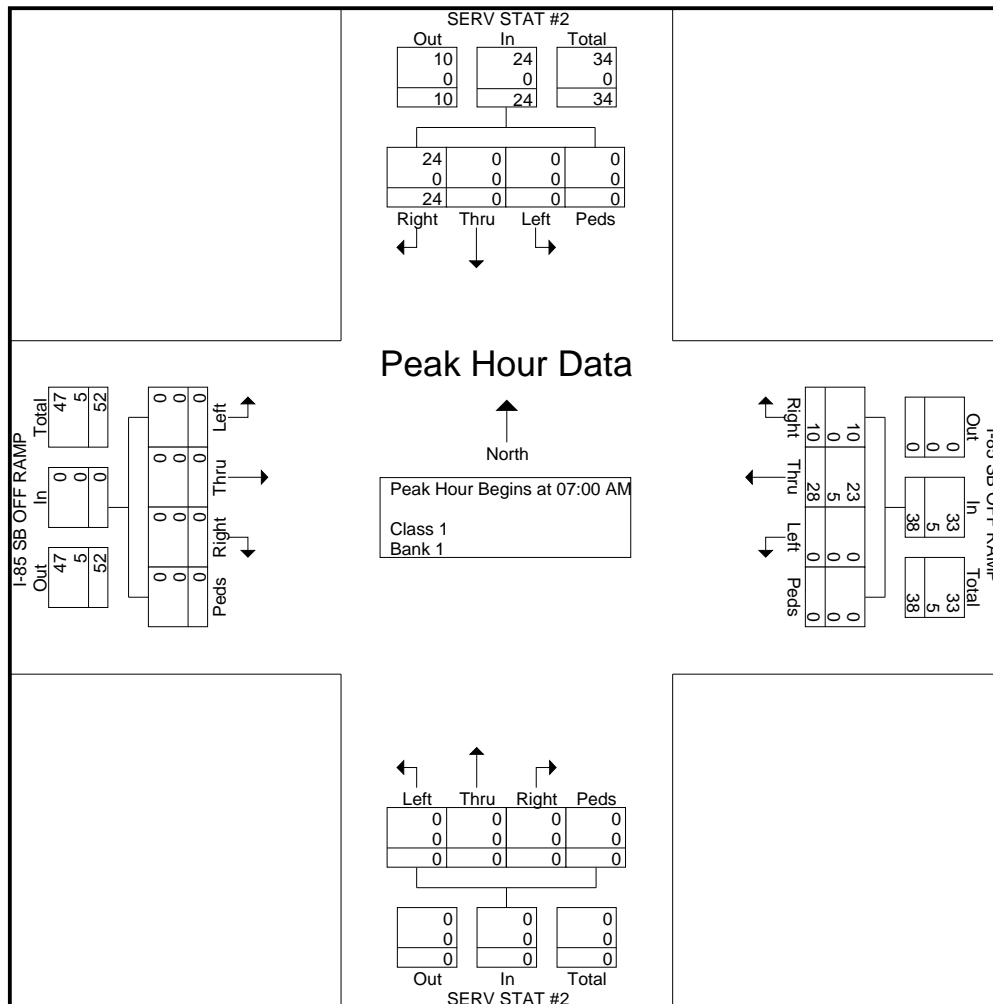 SERV STAT #2
Out In Total
10 24 34
0 0 0
10 24 34
24 0 0 0
0 0 0 0
24 0 0 0
Right Thru Left Peds
Peak Hour Data
North
Peak Hour Begins at 07:00 AM
Class 1
Bank 1
I-85 SB OFF RAMP
Out In Total
47 0 47
5 0 5
52 0 52
0 0 0 0
0 0 0 0
0 0 0 0
Left Thru Right Peds
I-85 SB OFF RAMP
Out In Total
0 33 33
0 5 5
0 38 38
10 23 0 0
0 5 0 0
10 28 0 0
Right Thru Left Peds
Left Thru Right Peds
0 0 0 0
0 0 0 0
0 0 0 0
0 0 0
0 0 0
0 0 0
Out In Total
SERV STAT #2